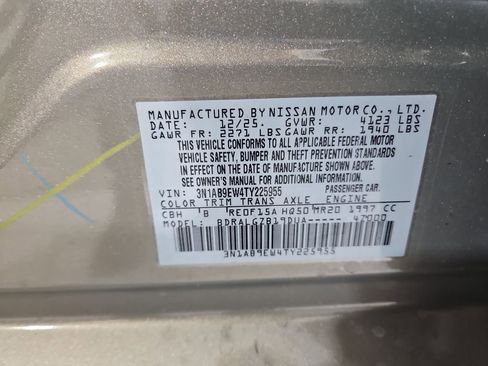 MANUFACTURED BY NISSAN MOTOR CO., LTD.
DATE: 12/25. GVWR: 4123 LBS
GAWR FR: 2271 LBS GAWR RR: 1940 LBS
THIS VEHICLE CONFORMS TO ALL APPLICABLE FEDERAL MOTOR
VEHICLE SAFETY, BUMPER AND THEFT PREVENTION STANDARDS
IN EFFECT ON THE DATE OF MANUFACTURE SHOWN ABOVE.
SEE OWNER'S MANUAL FOR ADDITIONAL INFORMATION.
VIN: 3N1AB9EW4TY225955 PASSENGER CAR.
COLOR TRIM TRANS AXLE ENGINE
CBH B RE0F15A HQ50 MR20 1997 CC
MODEL: BDRALGZB19DUA----- 47000
3N1AB9EW4TY225955